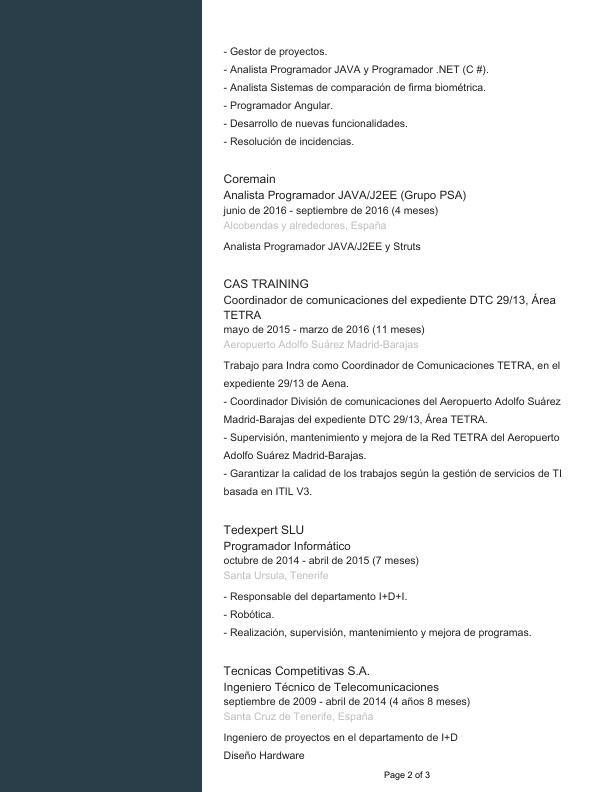 - Gestor de proyectos.
- Analista Programador JAVA y Programador .NET (C #).
- Analista Sistemas de comparación de firma biométrica.
- Programador Angular.
- Desarrollo de nuevas funcionalidades.
- Resolución de incidencias.
Coremain
Analista Programador JAVA/J2EE (Grupo PSA)
junio de 2016 - septiembre de 2016 (4 meses)
Alcobendas y alrededores, España
Analista Programador JAVA/J2EE y Struts
CAS TRAINING
Coordinador de comunicaciones del expediente DTC 29/13, Área
TETRA
mayo de 2015 - marzo de 2016 (11 meses)
Aeropuerto Adolfo Suárez Madrid-Barajas
Trabajo para Indra como Coordinador de Comunicaciones TETRA, en el
expediente 29/13 de Aena.
- Coordinador División de comunicaciones del Aeropuerto Adolfo Suárez
Madrid-Barajas del expediente DTC 29/13, Área TETRA.
- Supervisión, mantenimiento y mejora de la Red TETRA del Aeropuerto
Adolfo Suárez Madrid-Barajas.
- Garantizar la calidad de los trabajos según la gestión de servicios de TI
basada en ITIL V3.
Tedexpert SLU
Programador Informático
octubre de 2014 - abril de 2015 (7 meses)
Santa Ursula, Tenerife
- Responsable del departamento I+D+I.
- Robótica.
- Realización, supervisión, mantenimiento y mejora de programas.
Tecnicas Competitivas S.A.
Ingeniero Técnico de Telecomunicaciones
septiembre de 2009 - abril de 2014 (4 años 8 meses)
Santa Cruz de Tenerife, España
Ingeniero de proyectos en el departamento de I+D
Diseño Hardware
Page 2 of 3